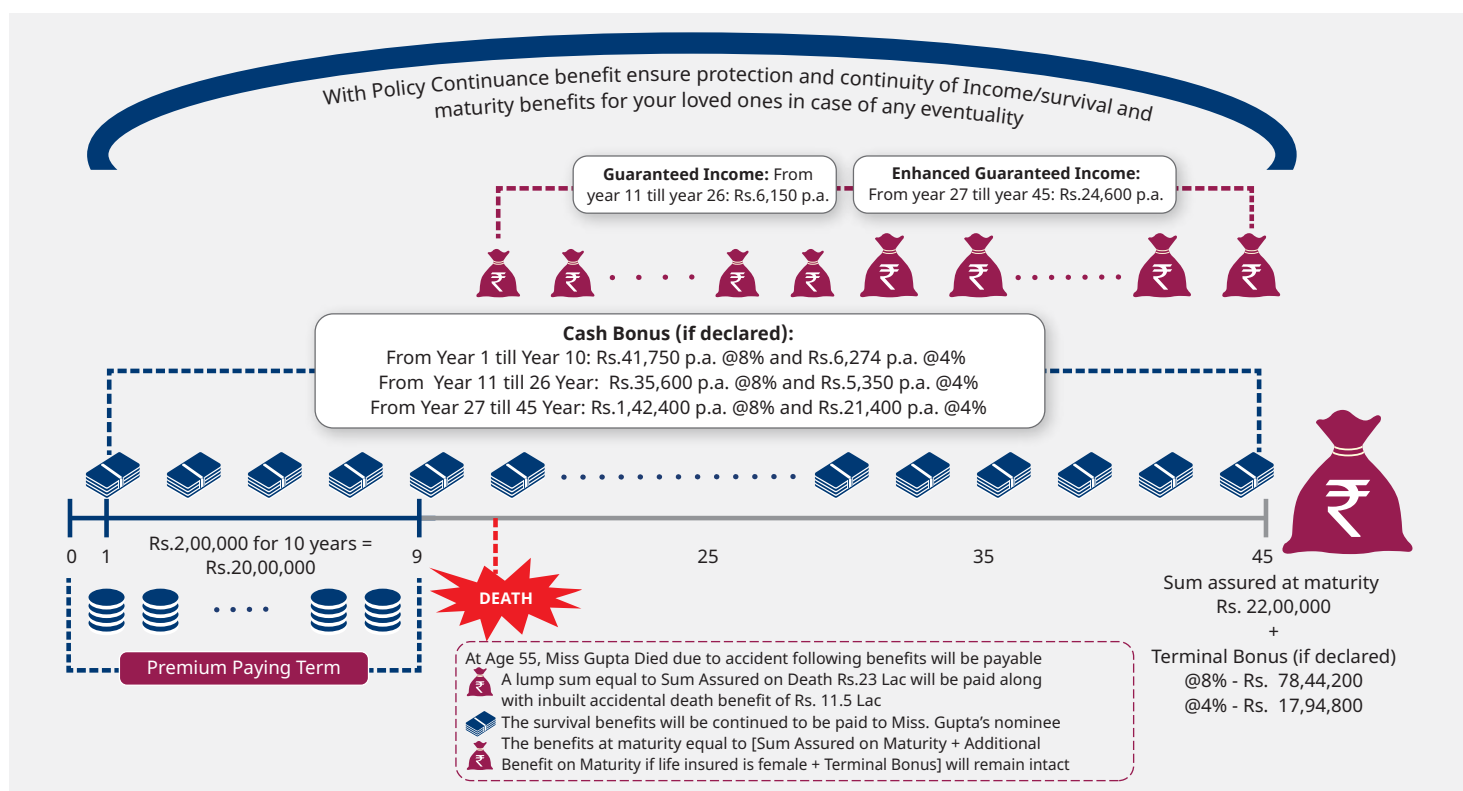 With Policy Continuance benefit ensure protection and continuity of Income/survival and
maturity benefits for your loved ones in case of any eventuality
Guaranteed Income: From
year 11 till year 26: Rs.6,150 p.a.
Enhanced Guaranteed Income:
From year 27 till year 45: Rs.24,600 p.a.
₹ ₹ ₹ ₹ ₹ ₹ ₹ ₹
Cash Bonus (if declared):
From Year 1 till Year 10: Rs.41,750 p.a. @8% and Rs.6,274 p.a. @4%
From Year 11 till 26 Year: Rs.35,600 p.a. @8% and Rs.5,350 p.a. @4%
From Year 27 till 45 Year: Rs.1,42,400 p.a. @8% and Rs.21,400 p.a. @4%
₹
0 1 9 25 35 45
Rs.2,00,000 for 10 years =
Rs.20,00,000
Premium Paying Term
DEATH
At Age 55, Miss Gupta Died due to accident following benefits will be payable
₹ A lump sum equal to Sum Assured on Death Rs.23 Lac will be paid along
with inbuilt accidental death benefit of Rs. 11.5 Lac
The survival benefits will be continued to be paid to Miss. Gupta's nominee
₹ The benefits at maturity equal to [Sum Assured on Maturity + Additional
Benefit on Maturity if life insured is female + Terminal Bonus] will remain intact
Sum assured at maturity
Rs. 22,00,000
+
Terminal Bonus (if declared)
@8% - Rs. 78,44,200
@4% - Rs. 17,94,800